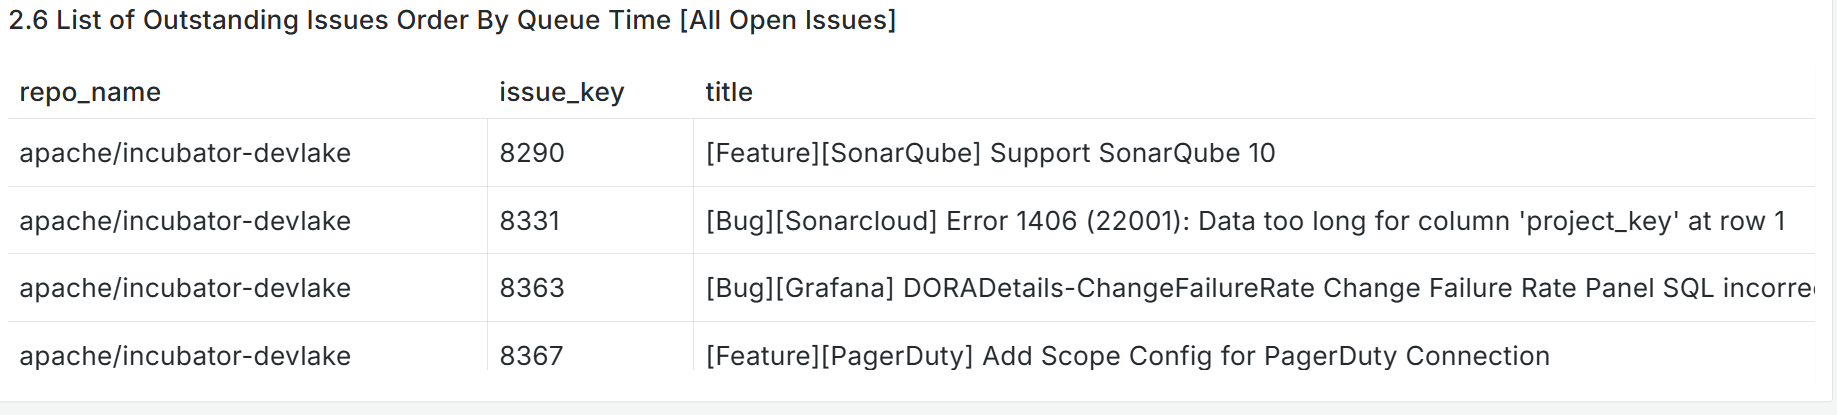 2.6 List of Outstanding Issues Order By Queue Time [All Open Issues]
repo_name issue_key title
apache/incubator-devlake 8290 [Feature][SonarQube] Support SonarQube 10
apache/incubator-devlake 8331 [Bug][Sonarcloud] Error 1406 (22001): Data too long for column 'project_key' at row 1
apache/incubator-devlake 8363 [Bug][Grafana] DORADetails-ChangeFailureRate Change Failure Rate Panel SQL
apache/incubator-devlake 8367 [Feature][PagerDuty] Add Scope Config for PagerDuty Connection